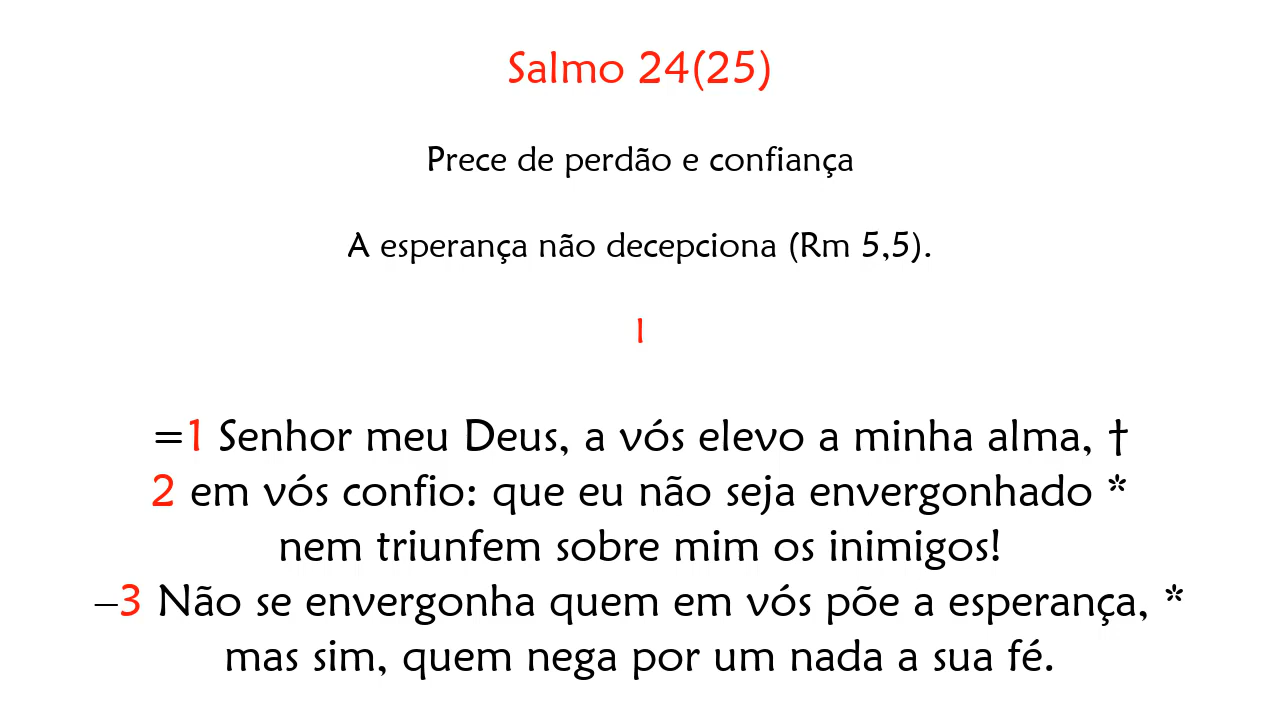 Salmo 24(25)
Prece de perdão e confiança
A esperança não decepciona (Rm 5,5).
I
=1 Senhor meu Deus, a vós elevo a minha alma, †
2 em vós confio: que eu não seja envergonhado *
nem triunfem sobre mim os inimigos!
–3 Não se envergonha quem em vós põe a esperança, *
mas sim, quem nega por um nada a sua fé.